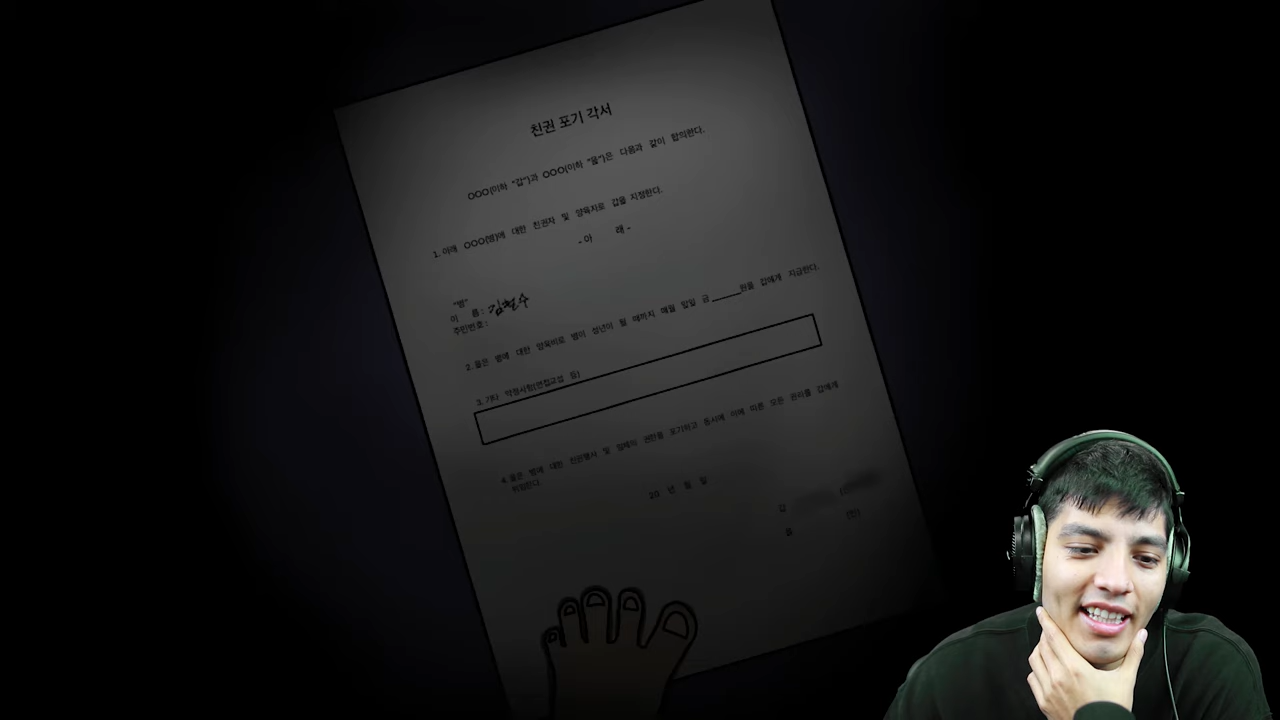 친권 포기 각서
OOO(이하 "갑")과 OOO(이하 "을")은 다음과 같이 합의한다.
1. 아래 OOO(병)에 대한 친권자 및 양육자로 갑을 지정한다.
- 아 래 -
"병"
이 름 : 김철수
주민번호 :
2. 을은 병에 대한 양육비로 병이 성년이 될 때까지 매월 말일 금 ______원을 갑에게 지급한다.
3. 기타 약정사항(면접교섭 등)
4. 을은 병에 대한 친권행사 및 일체의 권한을 포기하고 동시에 이에 따른 모든 권리를 갑에게
위임한다.
20 년 월 일
갑 (
을 (인)